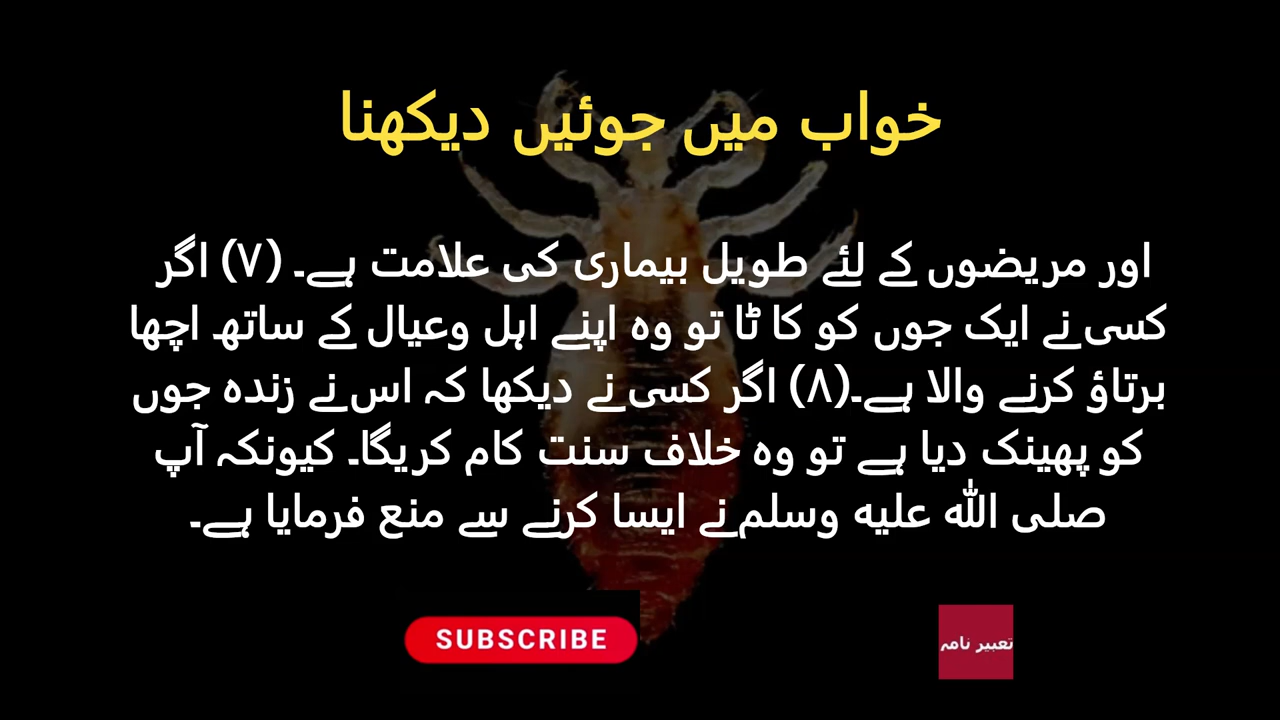 خواب میں جوئیں دیکھنا
اور مریضوں کے لئے طویل بیماری کی علامت ہے۔ (۷) اگر
کسی نے ایک جوں کو کا ٹا تو وہ اپنے اہل وعیال کے ساتھ اچھا
برتاؤ کرنے والا ہے۔(۸) اگر کسی نے دیکھا کہ اس نے زندہ جوں
کو پھینک دیا ہے تو وہ خلاف سنت کام کریگا۔ کیونکہ آپ
صلی اللّٰہ علیہ وسلم نے ایسا کرنے سے منع فرمایا ہے۔
SUBSCRIBE
تعبیر نامہ